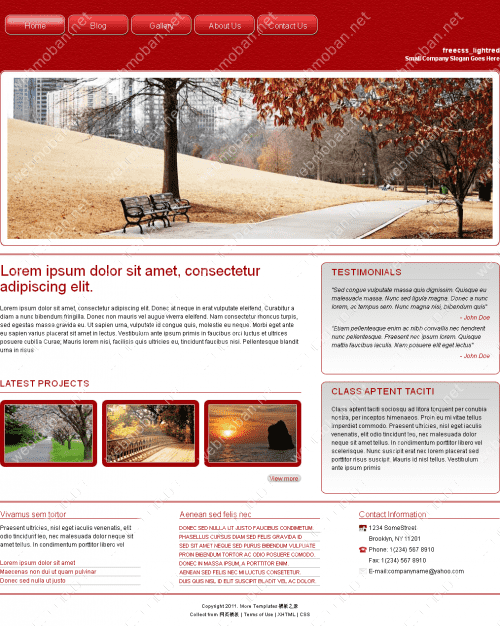 Home Blog Gallery About Us Contact Us
freecss_lightred
Small Company Slogan Goes Here
Lorem ipsum dolor sit amet, consectetur
adipiscing elit.
Lorem ipsum dolor sit amet, consectetur adipiscing elit. Donec at neque in erat vulputate eleifend. Curabitur a
diam a nunc bibendum fringilla. Donec non mauris vel augue viverra eleifend. Nam consectetur rhoncus turpis,
sed egestas massa gravida eu. Ut sapien urna, vulputate id congue quis, molestie eu neque. Morbi eget ante
eu sapien varius placerat sit amet in lectus. Vestibulum ante ipsum primis in faucibus orci luctus et ultrices
posuere cubilia Curae; Mauris lorem nisi, facilisis quis ultricies eu, tincidunt faucibus nisi. Pellentesque blandit
urna in risus
TESTIMONIALS
"Sed congue vulputate massa quis dignissim. Quisque eu
malesuada massa. Nunc sed ligula magna. Donec a nunc
lorem, ac tempus sem. Nunc magna nisi, bibendum quis"
- John Doe
"Etiam pellentesque enim ac nibh convallis nec hendrerit
nunc pellentesque. Praesent nec ipsum lorem. Quisque
mattis faucibus iaculis. Nam posuere elit eget lectus"
- John Doe
LATEST PROJECTS
View more
CLASS APTENT TACITI
Class aptent taciti sociosqu ad litora torquent per conubia
nostra, per inceptos himenaeos. Proin eu mi vitae tellus
imperdiet commodo. Praesent ultricies, nisl eget iaculis
venenatis, elit odio tincidunt leo, nec malesuada dolor
neque sit amet tellus. In condimentum porttitor libero vel
scelerisque. Nunc suscipit erat nec lorem placerat sed
porttitor risus suscipit. Mauris id nisl tellus. Vestibulum
ante ipsum primis
Vivamus sem tortor
Praesent ultricies, nisl eget iaculis venenatis, elit
odio tincidunt leo, nec malesuada dolor neque sit
amet tellus. In condimentum porttitor libero vel
Lorem ipsum dolor sit amet
Maecenas non dui ut quam pulvinar
Donec sed nulla ut justo
Aenean sed felis nec
DONEC SED NULLA UT JUSTO FAUCIBUS CONDIMENTUM.
PHASELLUS CURSUS DIAM ID ERAT NUNC HENDRERIT
SED SIT AMET NEQUE SED PURUS BIBENDUM VULPUTATE
PROIN BIBENDUM TORTOR AC ODIO POSUERE COMODO.
DONEC IN MASSA IPSUM, A PORTTITOR ENIM.
AENEAN SED FELIS NEC MI LUCTUS CONSECTETUR.
DUIS QUIS NISL ID ELIT SUSCIPIT BLADIT VEL AC DOLOR.
Contact Information
1234 SomeStreet
Brooklyn, NY 11201
Phone: 1(234) 567 8910
Fax: 1(234) 567 8910
E-mail:companyname@yahoo.com
Copyright 2011. More Templates 模板之家
Collect from 网页模板 | Terms of Use | XHTML | CSS